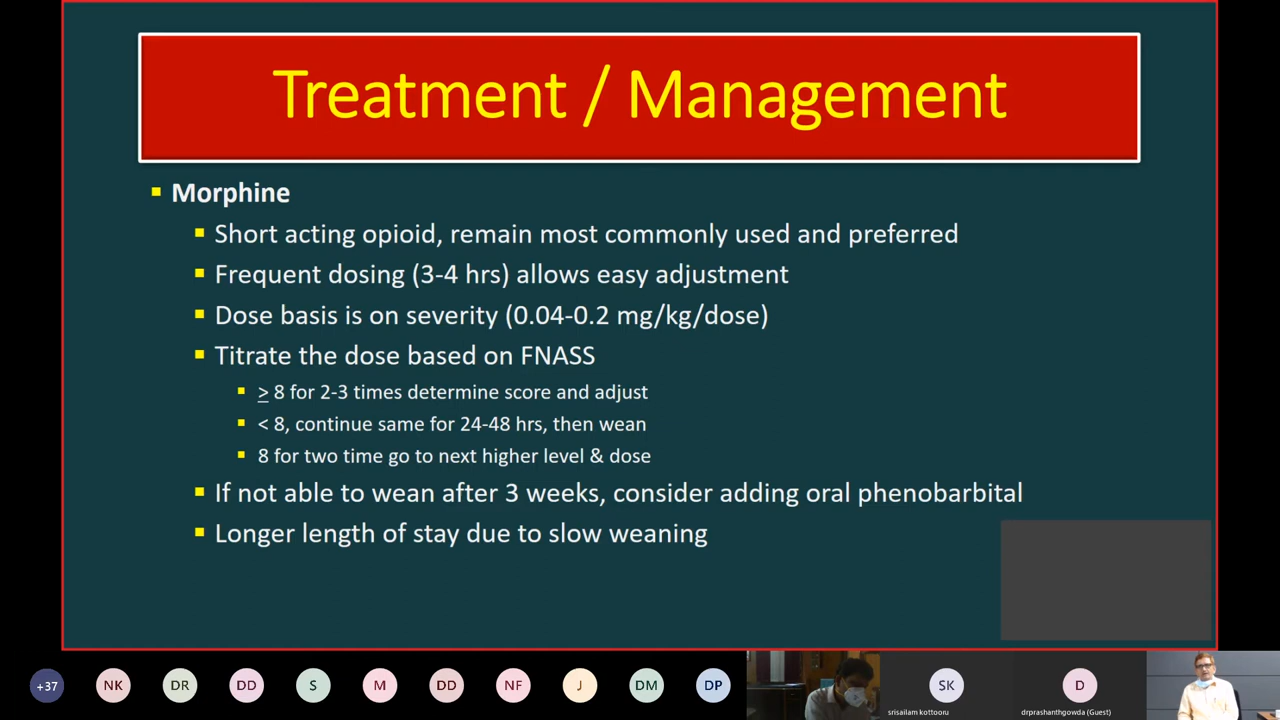 Treatment / Management
Morphine
Short acting opioid, remain most commonly used and preferred
Frequent dosing (3-4 hrs) allows easy adjustment
Dose basis is on severity (0.04-0.2 mg/kg/dose)
Titrate the dose based on FNASS
≥ 8 for 2-3 times determine score and adjust
< 8, continue same for 24-48 hrs, then wean
8 for two time go to next higher level & dose
If not able to wean after 3 weeks, consider adding oral phenobarbital
Longer length of stay due to slow weaning
+37 NK DR DD S M DD NF J DM DP SK D
srisailam kottooru drprashanthgowda (Guest)